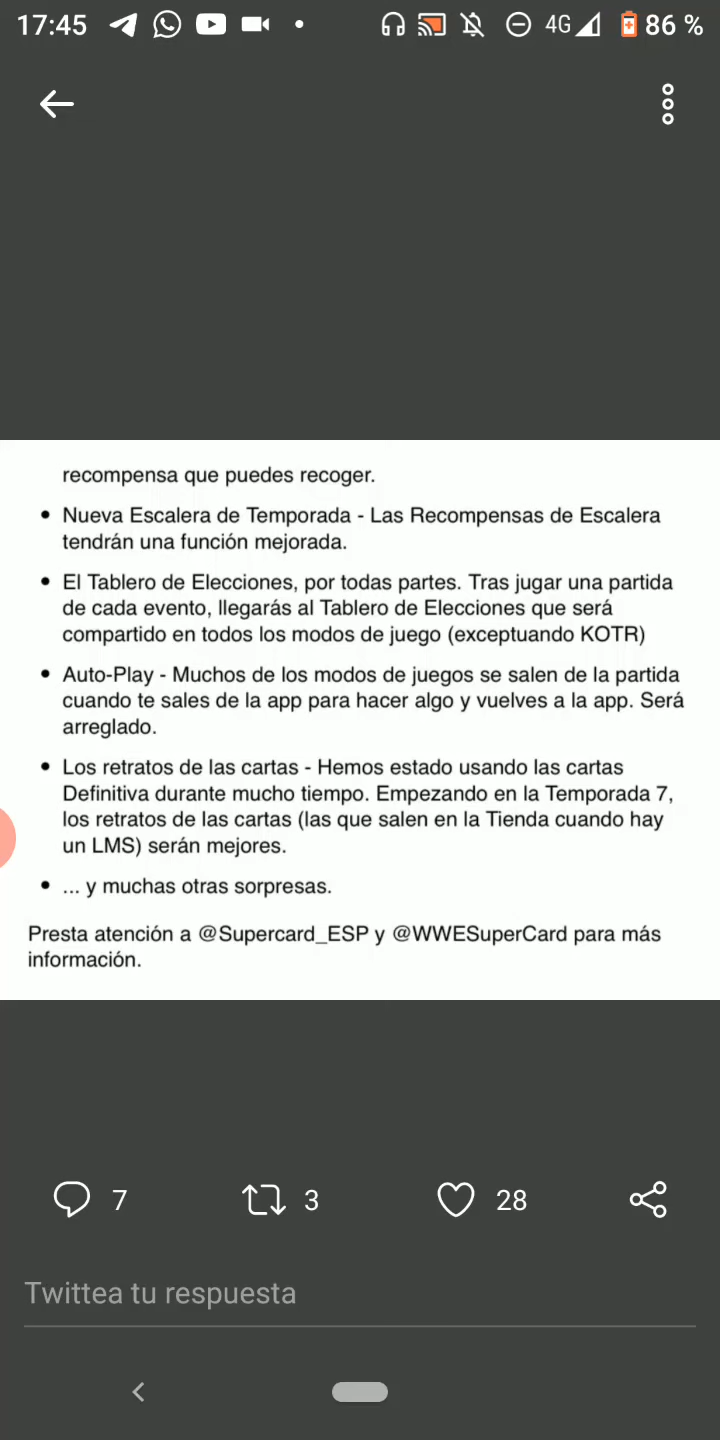 17:45 4G 86 %
recompensa que puedes recoger.
• Nueva Escalera de Temporada - Las Recompensas de Escalera
tendrán una función mejorada.
• El Tablero de Elecciones, por todas partes. Tras jugar una partida
de cada evento, llegarás al Tablero de Elecciones que será
compartido en todos los modos de juego (exceptuando KOTR)
• Auto-Play - Muchos de los modos de juegos se salen de la partida
cuando te sales de la app para hacer algo y vuelves a la app. Será
arreglado.
• Los retratos de las cartas - Hemos estado usando las cartas
Definitiva durante mucho tiempo. Empezando en la Temporada 7,
los retratos de las cartas (las que salen en la Tienda cuando hay
un LMS) serán mejores.
• ... y muchas otras sorpresas.
Presta atención a @Supercard_ESP y @WWESuperCard para más
información.
7 3 28
Twittea tu respuesta